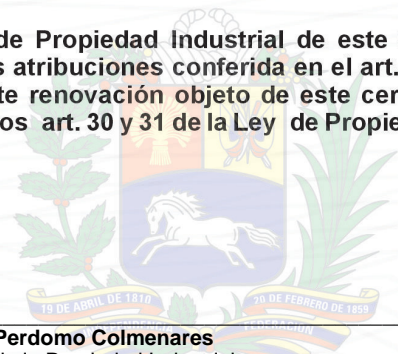 de Propiedad Industrial de este
s atribuciones conferida en el art.
te renovación objeto de este cer
os art. 30 y 31 de la Ley de Propie
19 DE ABRIL DE 1810
20 DE FEBRERO DE 1859
INDEPENDENCIA
FEDERACIÓN
Perdomo Colmenares